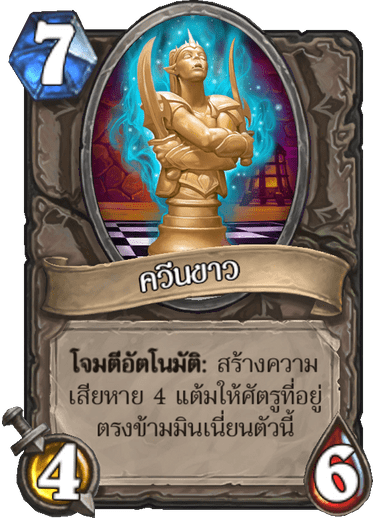 7
ควีนขาว
โจมตีอัตโนมัติ: สร้างความ
เสียหาย 4 แต้มให้ศัตรูที่อยู่
ตรงข้ามมินเนี่ยนตัวนี้
4
6